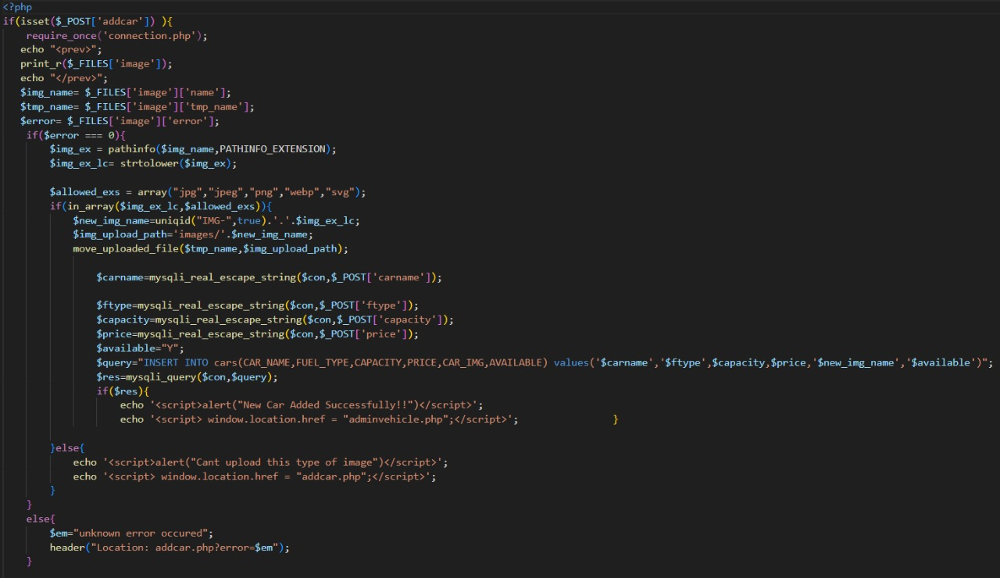 <?php
if(isset($_POST['addcar']) ){
    require_once('connection.php');
   echo "<prev>";
   print_r($_FILES['image']);
   echo "</prev>";
   $img_name= $_FILES['image']['name'];
   $tmp_name= $_FILES['image']['tmp_name'];
   $error= $_FILES['image']['error'];
    if($error === 0){
        $img_ex = pathinfo($img_name,PATHINFO_EXTENSION);
        $img_ex_lc= strtolower($img_ex);

        $allowed_exs = array("jpg","jpeg","png","webp","svg");
        if(in_array($img_ex_lc,$allowed_exs)){
            $new_img_name=uniqid("IMG-",true).'.'.$img_ex_lc;
            $img_upload_path='images/'.$new_img_name;
            move_uploaded_file($tmp_name,$img_upload_path);

                $carname=mysqli_real_escape_string($con,$_POST['carname']);

                $ftype=mysqli_real_escape_string($con,$_POST['ftype']);
                $capacity=mysqli_real_escape_string($con,$_POST['capacity']);
                $price=mysqli_real_escape_string($con,$_POST['price']);
                $available="Y";
                $query="INSERT INTO cars(CAR_NAME,FUEL_TYPE,CAPACITY,PRICE,CAR_IMG,AVAILABLE) values('$carname','$ftype',$capacity,$price,'$new_img_name','$available')";
                $res=mysqli_query($con,$query);
                if($res){
                    echo '<script>alert("New Car Added Successfully!!")</script>';
                    echo '<script> window.location.href = "adminvehicle.php";</script>';                }

        }else{
            echo '<script>alert("Cant upload this type of image")</script>';
            echo '<script> window.location.href = "addcar.php";</script>';
        }
    }
    else{
        $em="unknown error occured";
        header("Location: addcar.php?error=$em");
    }